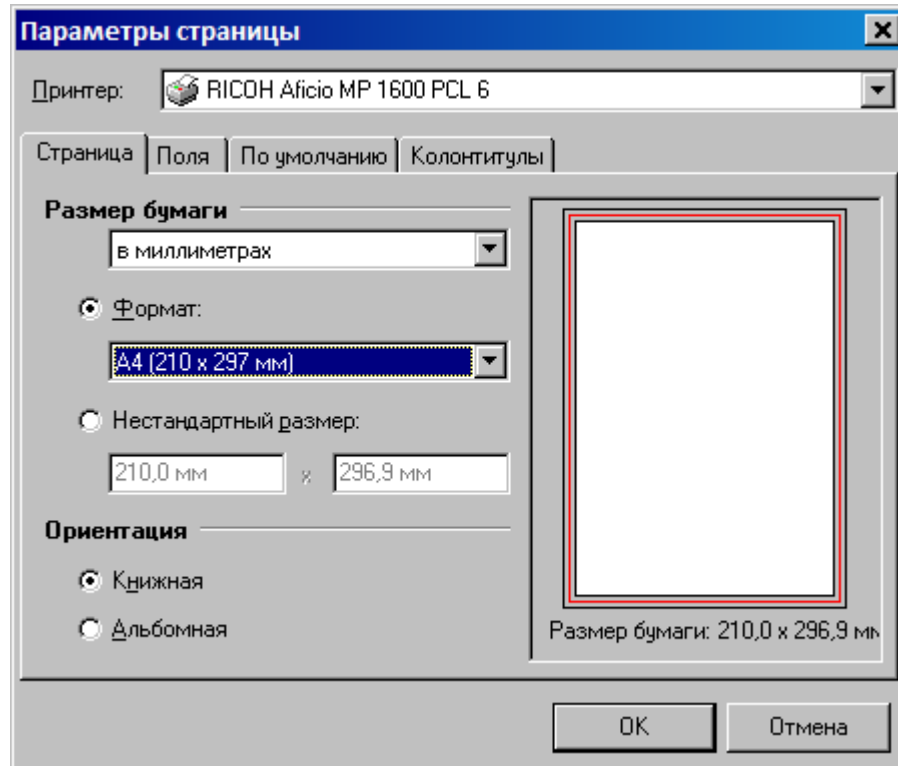 Параметры страницы
Принтер: RICOH Aficio MP 1600 PCL 6
Страница Поля По умолчанию Колонтитулы
Размер бумаги
в миллиметрах
Формат:
A4 (210 x 297 мм)
Нестандартный размер:
210,0 мм x 296,9 мм
Ориентация
Книжная
Альбомная
Размер бумаги: 210,0 x 296,9 мм
OK Отмена